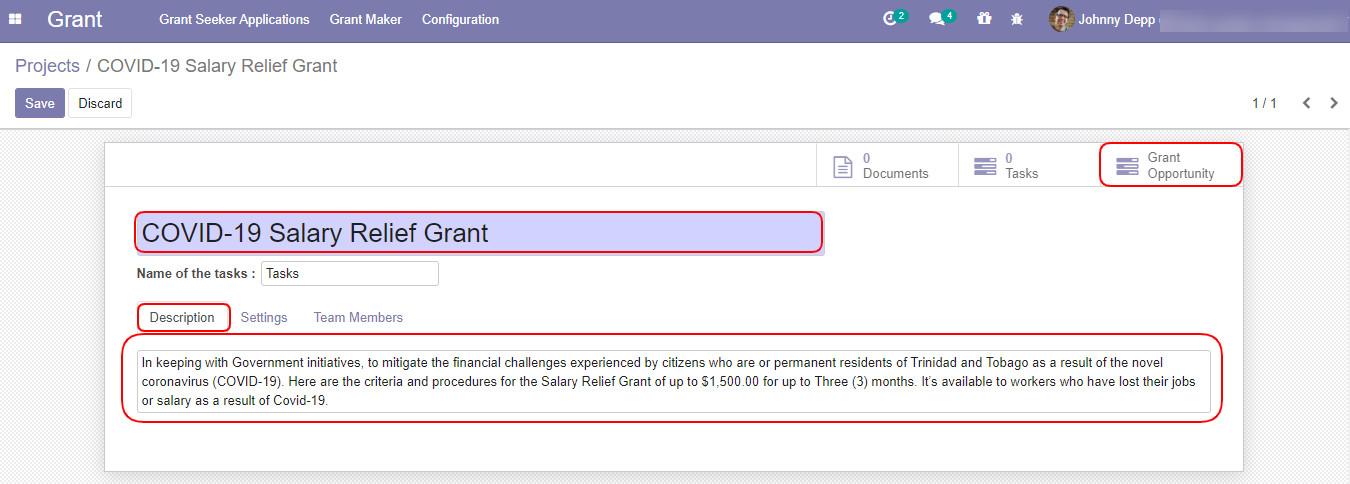 Grant Grant Seeker Applications Grant Maker Configuration 2 4 Johnny Depp
Projects / COVID-19 Salary Relief Grant
Save Discard 1 / 1
0 Documents
0 Tasks
Grant
Opportunity
COVID-19 Salary Relief Grant
Name of the tasks : Tasks
Description Settings Team Members
In keeping with Government initiatives, to mitigate the financial challenges experienced by citizens who are or permanent residents of Trinidad and Tobago as a result of the novel
coronavirus (COVID-19). Here are the criteria and procedures for the Salary Relief Grant of up to $1,500.00 for up to Three (3) months. It's available to workers who have lost their jobs
or salary as a result of Covid-19.